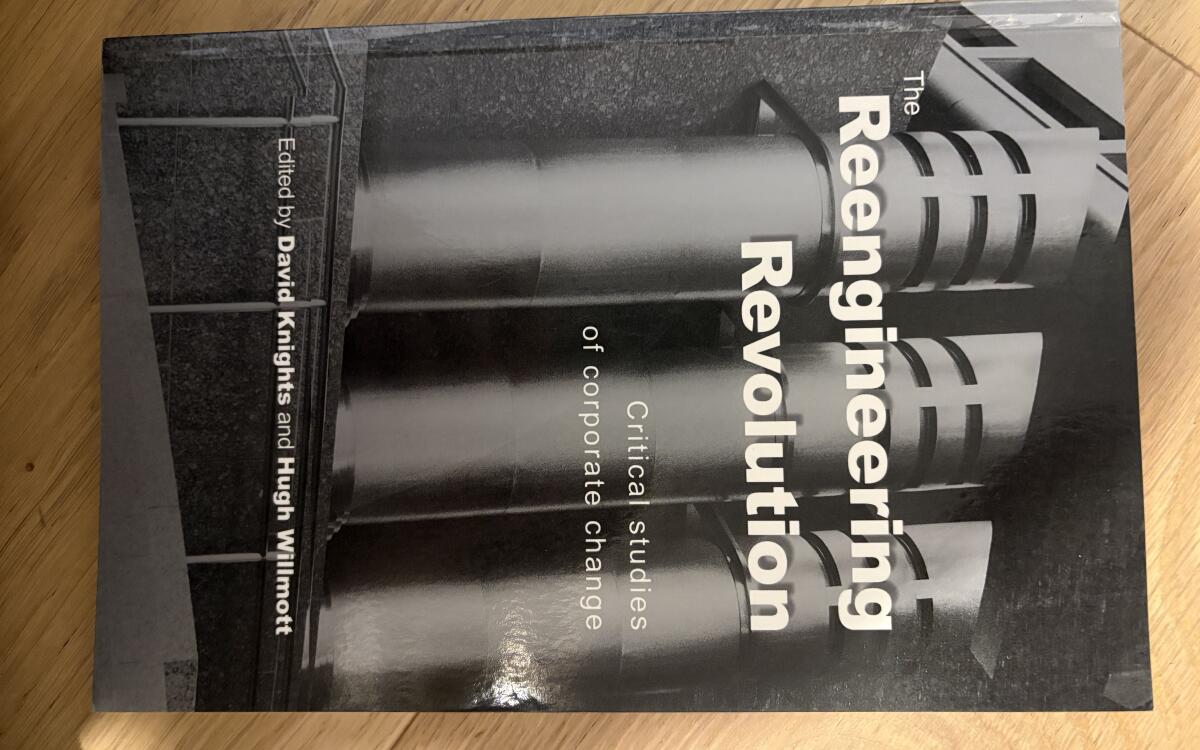 The
Reengineering
Revolution
Critical studies
of corporate change
Edited by David Knights and Hugh Willmott